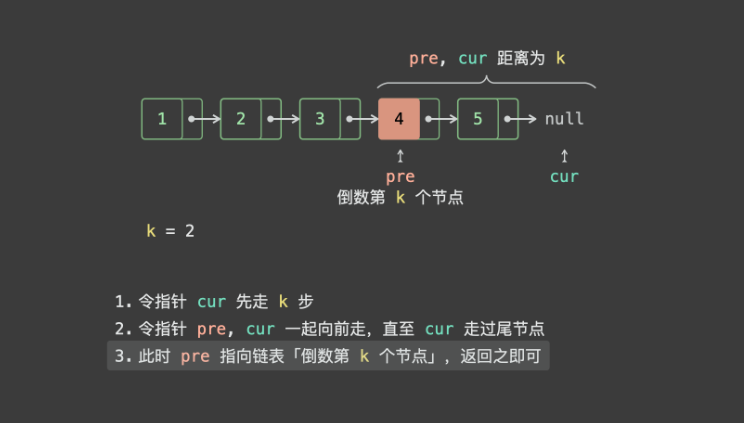 pre, cur 距离为 k
1 2 3 4 5 null
pre cur
倒数第 k 个节点
k = 2
1. 令指针 cur 先走 k 步
2. 令指针 pre, cur 一起向前走，直至 cur 走过尾节点
3. 此时 pre 指向链表「倒数第 k 个节点」，返回之即可